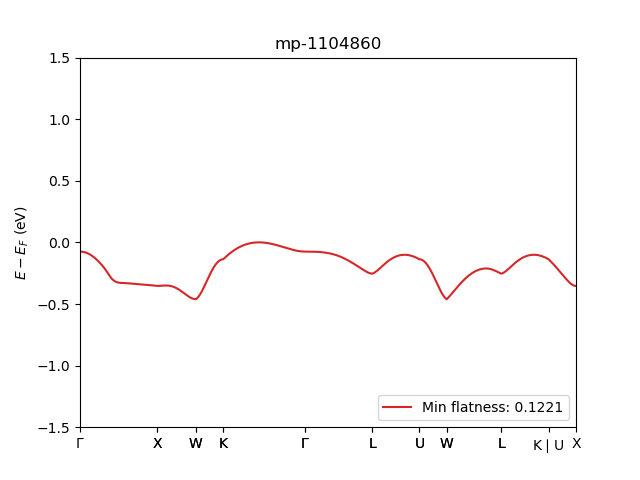 mp-1104860
E − E_F (eV)
1.5
1.0
0.5
0.0
−0.5
−1.0
−1.5
Min flatness: 0.1221
Γ X W K Γ L U W L K | U X